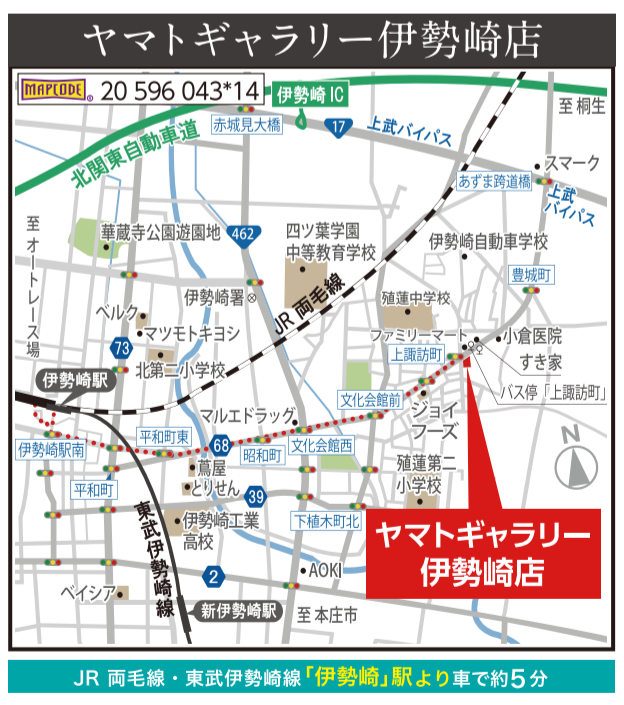 ヤマトギャラリー伊勢崎店
MAPCODE® 20 596 043*14
伊勢崎IC
至 桐生
赤城見大橋
17
上武バイパス
北関東自動車道
スマーク
あずま跨道橋
上武
バイパス
至 オートレース場
華蔵寺公園遊園地
462
四ツ葉学園
中等教育学校
伊勢崎自動車学校
豊城町
伊勢崎署
JR 両毛線
殖蓮中学校
ベルク
マツモトキヨシ
ファミリーマート
小倉医院
73
上諏訪町
すき家
北第二小学校
伊勢崎駅
バス停「上諏訪町」
文化会館前
ジョイ
フーズ
マルエドラッグ
N
平和町東
68
昭和町
文化会館西
伊勢崎駅南
蔦屋
とりせん
殖蓮第二
小学校
平和町
39
東武伊勢崎線
伊勢崎工業
高校
下植木町北
ヤマトギャラリー
伊勢崎店
AOKI
2
ベイシア
新伊勢崎駅
至 本庄市
JR 両毛線・東武伊勢崎線「伊勢崎」駅より車で約5分